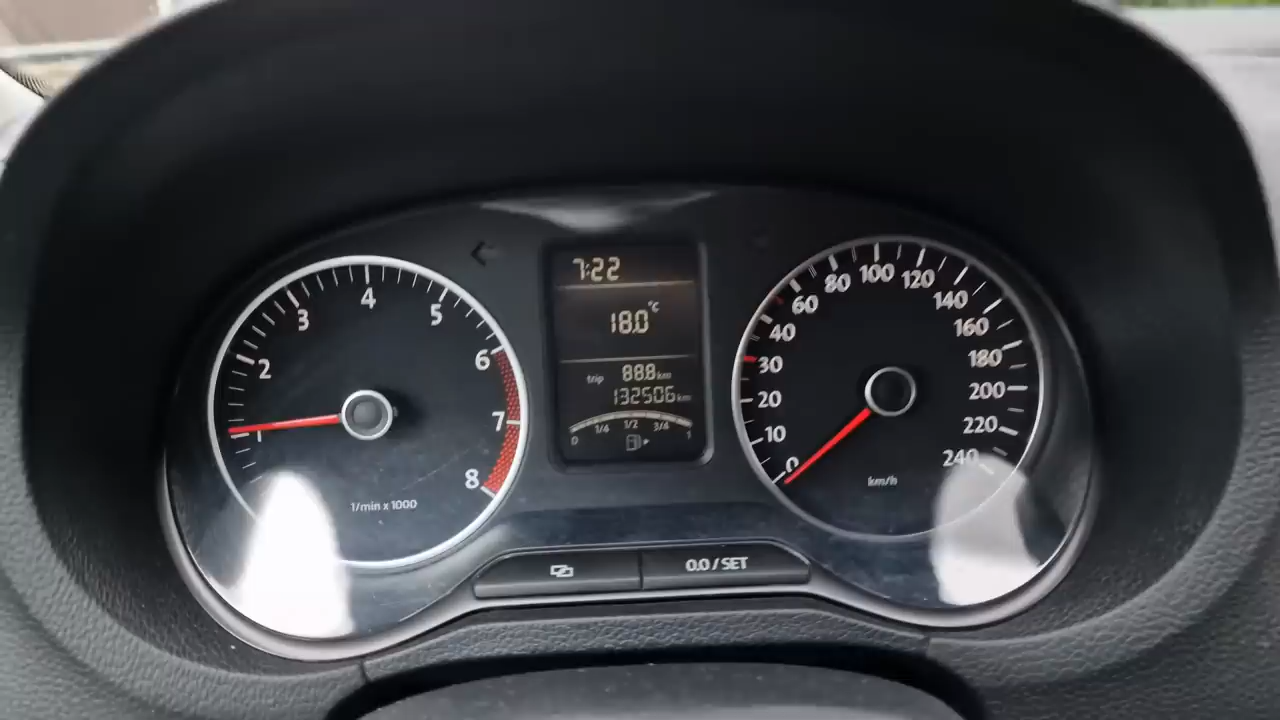 7:22
18.0 °C
trip 88.8 km
132506 km
0 1/4 1/2 3/4 1
1 2 3 4 5 6 7 8
1/min x 1000
0 10 20 30 40 60 80 100 120 140 160 180 200 220 240
km/h
0.0 / SET